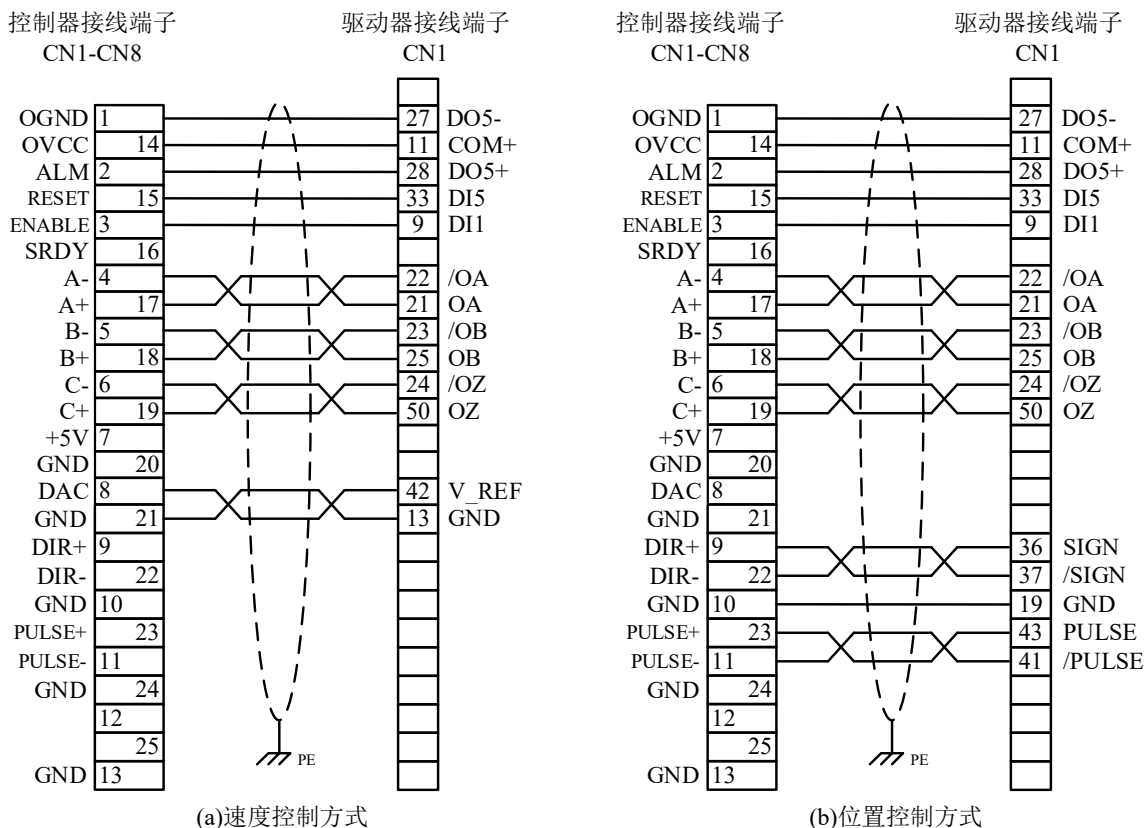 控制器接线端子 驱动器接线端子
CN1-CN8 CN1
OGND 1 27 DO5-
OVCC 14 11 COM+
ALM 2 28 DO5+
RESET 15 33 DI5
ENABLE 3 9 DI1
SRDY 16
A- 4 22 /OA
A+ 17 21 OA
B- 5 23 /OB
B+ 18 25 OB
C- 6 24 /OZ
C+ 19 50 OZ
+5V 7
GND 20
DAC 8 42 V_REF
GND 21 13 GND
DIR+ 9
DIR- 22
GND 10
PULSE+ 23
PULSE- 11
GND 24
12
25
GND 13
PE
(a)速度控制方式
控制器接线端子 驱动器接线端子
CN1-CN8 CN1
OGND 1 27 DO5-
OVCC 14 11 COM+
ALM 2 28 DO5+
RESET 15 33 DI5
ENABLE 3 9 DI1
SRDY 16
A- 4 22 /OA
A+ 17 21 OA
B- 5 23 /OB
B+ 18 25 OB
C- 6 24 /OZ
C+ 19 50 OZ
+5V 7
GND 20
DAC 8
GND 21
DIR+ 9 36 SIGN
DIR- 22 37 /SIGN
GND 10 19 GND
PULSE+ 23 43 PULSE
PULSE- 11 41 /PULSE
GND 24
12
25
GND 13
PE
(b)位置控制方式